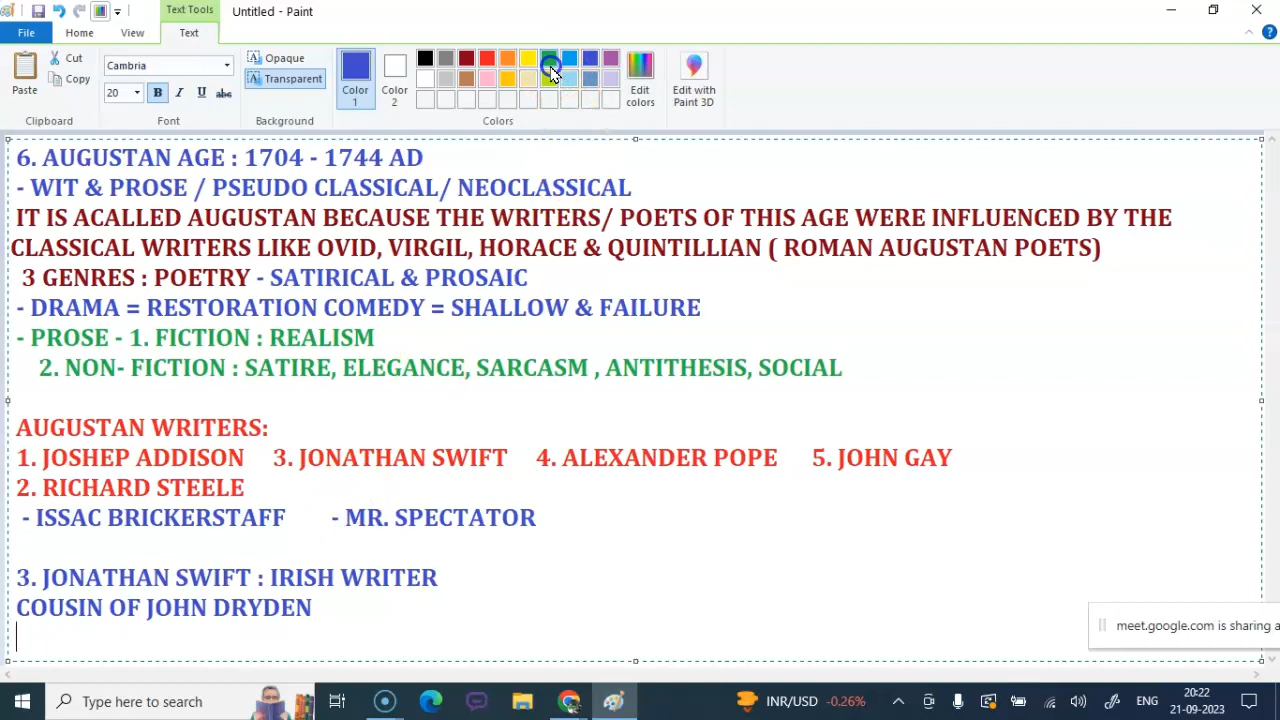 Text Tools
Untitled - Paint
File
Home
View
Text
Paste
Cut
Copy
Clipboard
Cambria
20
B
I
U
abc
Font
Opaque
Transparent
Background
Color 1
Color 2
Colors
Edit colors
Edit with Paint 3D
6. AUGUSTAN AGE : 1704 - 1744 AD
- WIT & PROSE / PSEUDO CLASSICAL/ NEOCLASSICAL
IT IS ACALLED AUGUSTAN BECAUSE THE WRITERS/ POETS OF THIS AGE WERE INFLUENCED BY THE
CLASSICAL WRITERS LIKE OVID, VIRGIL, HORACE & QUINTILLIAN ( ROMAN AUGUSTAN POETS)
3 GENRES : POETRY - SATIRICAL & PROSAIC
- DRAMA = RESTORATION COMEDY = SHALLOW & FAILURE
- PROSE - 1. FICTION : REALISM
2. NON- FICTION : SATIRE, ELEGANCE, SARCASM , ANTITHESIS, SOCIAL
AUGUSTAN WRITERS:
1. JOSHEP ADDISON 3. JONATHAN SWIFT 4. ALEXANDER POPE 5. JOHN GAY
2. RICHARD STEELE
- ISSAC BRICKERSTAFF - MR. SPECTATOR
3. JONATHAN SWIFT : IRISH WRITER
COUSIN OF JOHN DRYDEN
meet.google.com is sharing a
Type here to search
INR/USD -0.26%
ENG
20:22
21-09-2023